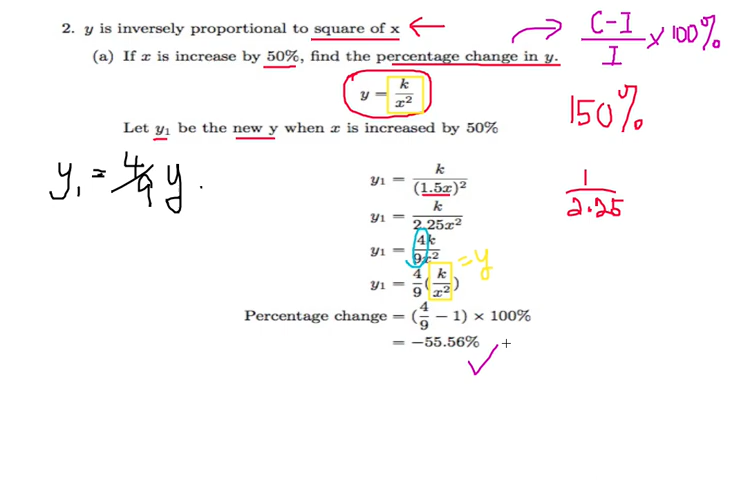 2. y is inversely proportional to square of x ←
(a) If x is increase by 50%, find the percentage change in y. → (C-I)/I × 100%
y = k/x²
150%
Let y₁ be the new y when x is increased by 50%
y₁ = 4/9 y.
y₁ = k/(1.5x)²
1/2.25
y₁ = k/2.25x²
y₁ = 4k/9x²
y₁ = 4/9(k/x²) = y
Percentage change = (4/9 − 1) × 100%
= −55.56%